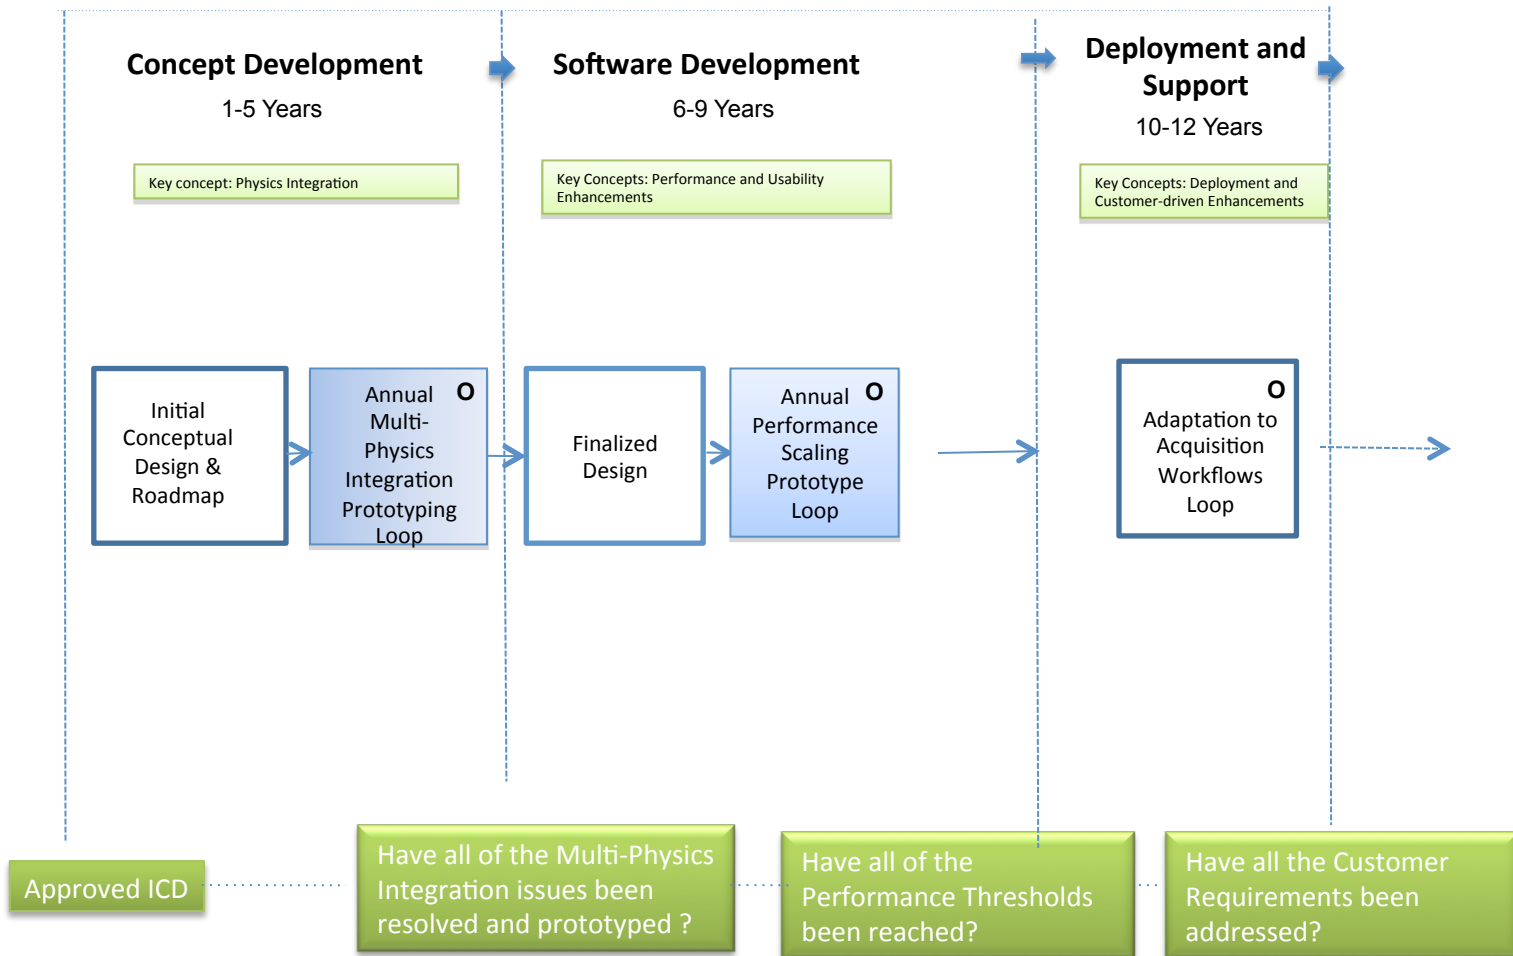 Concept Development
1-5 Years
Software Development
6-9 Years
Deployment and
Support
10-12 Years
Key concept: Physics Integration
Key Concepts: Performance and Usability
Enhancements
Key Concepts: Deployment and
Customer-driven Enhancements
Initial
Conceptual
Design &
Roadmap
O
Annual
Multi-
Physics
Integration
Prototyping
Loop
Finalized
Design
O
Annual
Performance
Scaling
Prototype
Loop
O
Adaptation to
Acquisition
Workflows
Loop
Approved ICD
Have all of the Multi-Physics
Integration issues been
resolved and prototyped ?
Have all of the
Performance Thresholds
been reached?
Have all the Customer
Requirements been
addressed?